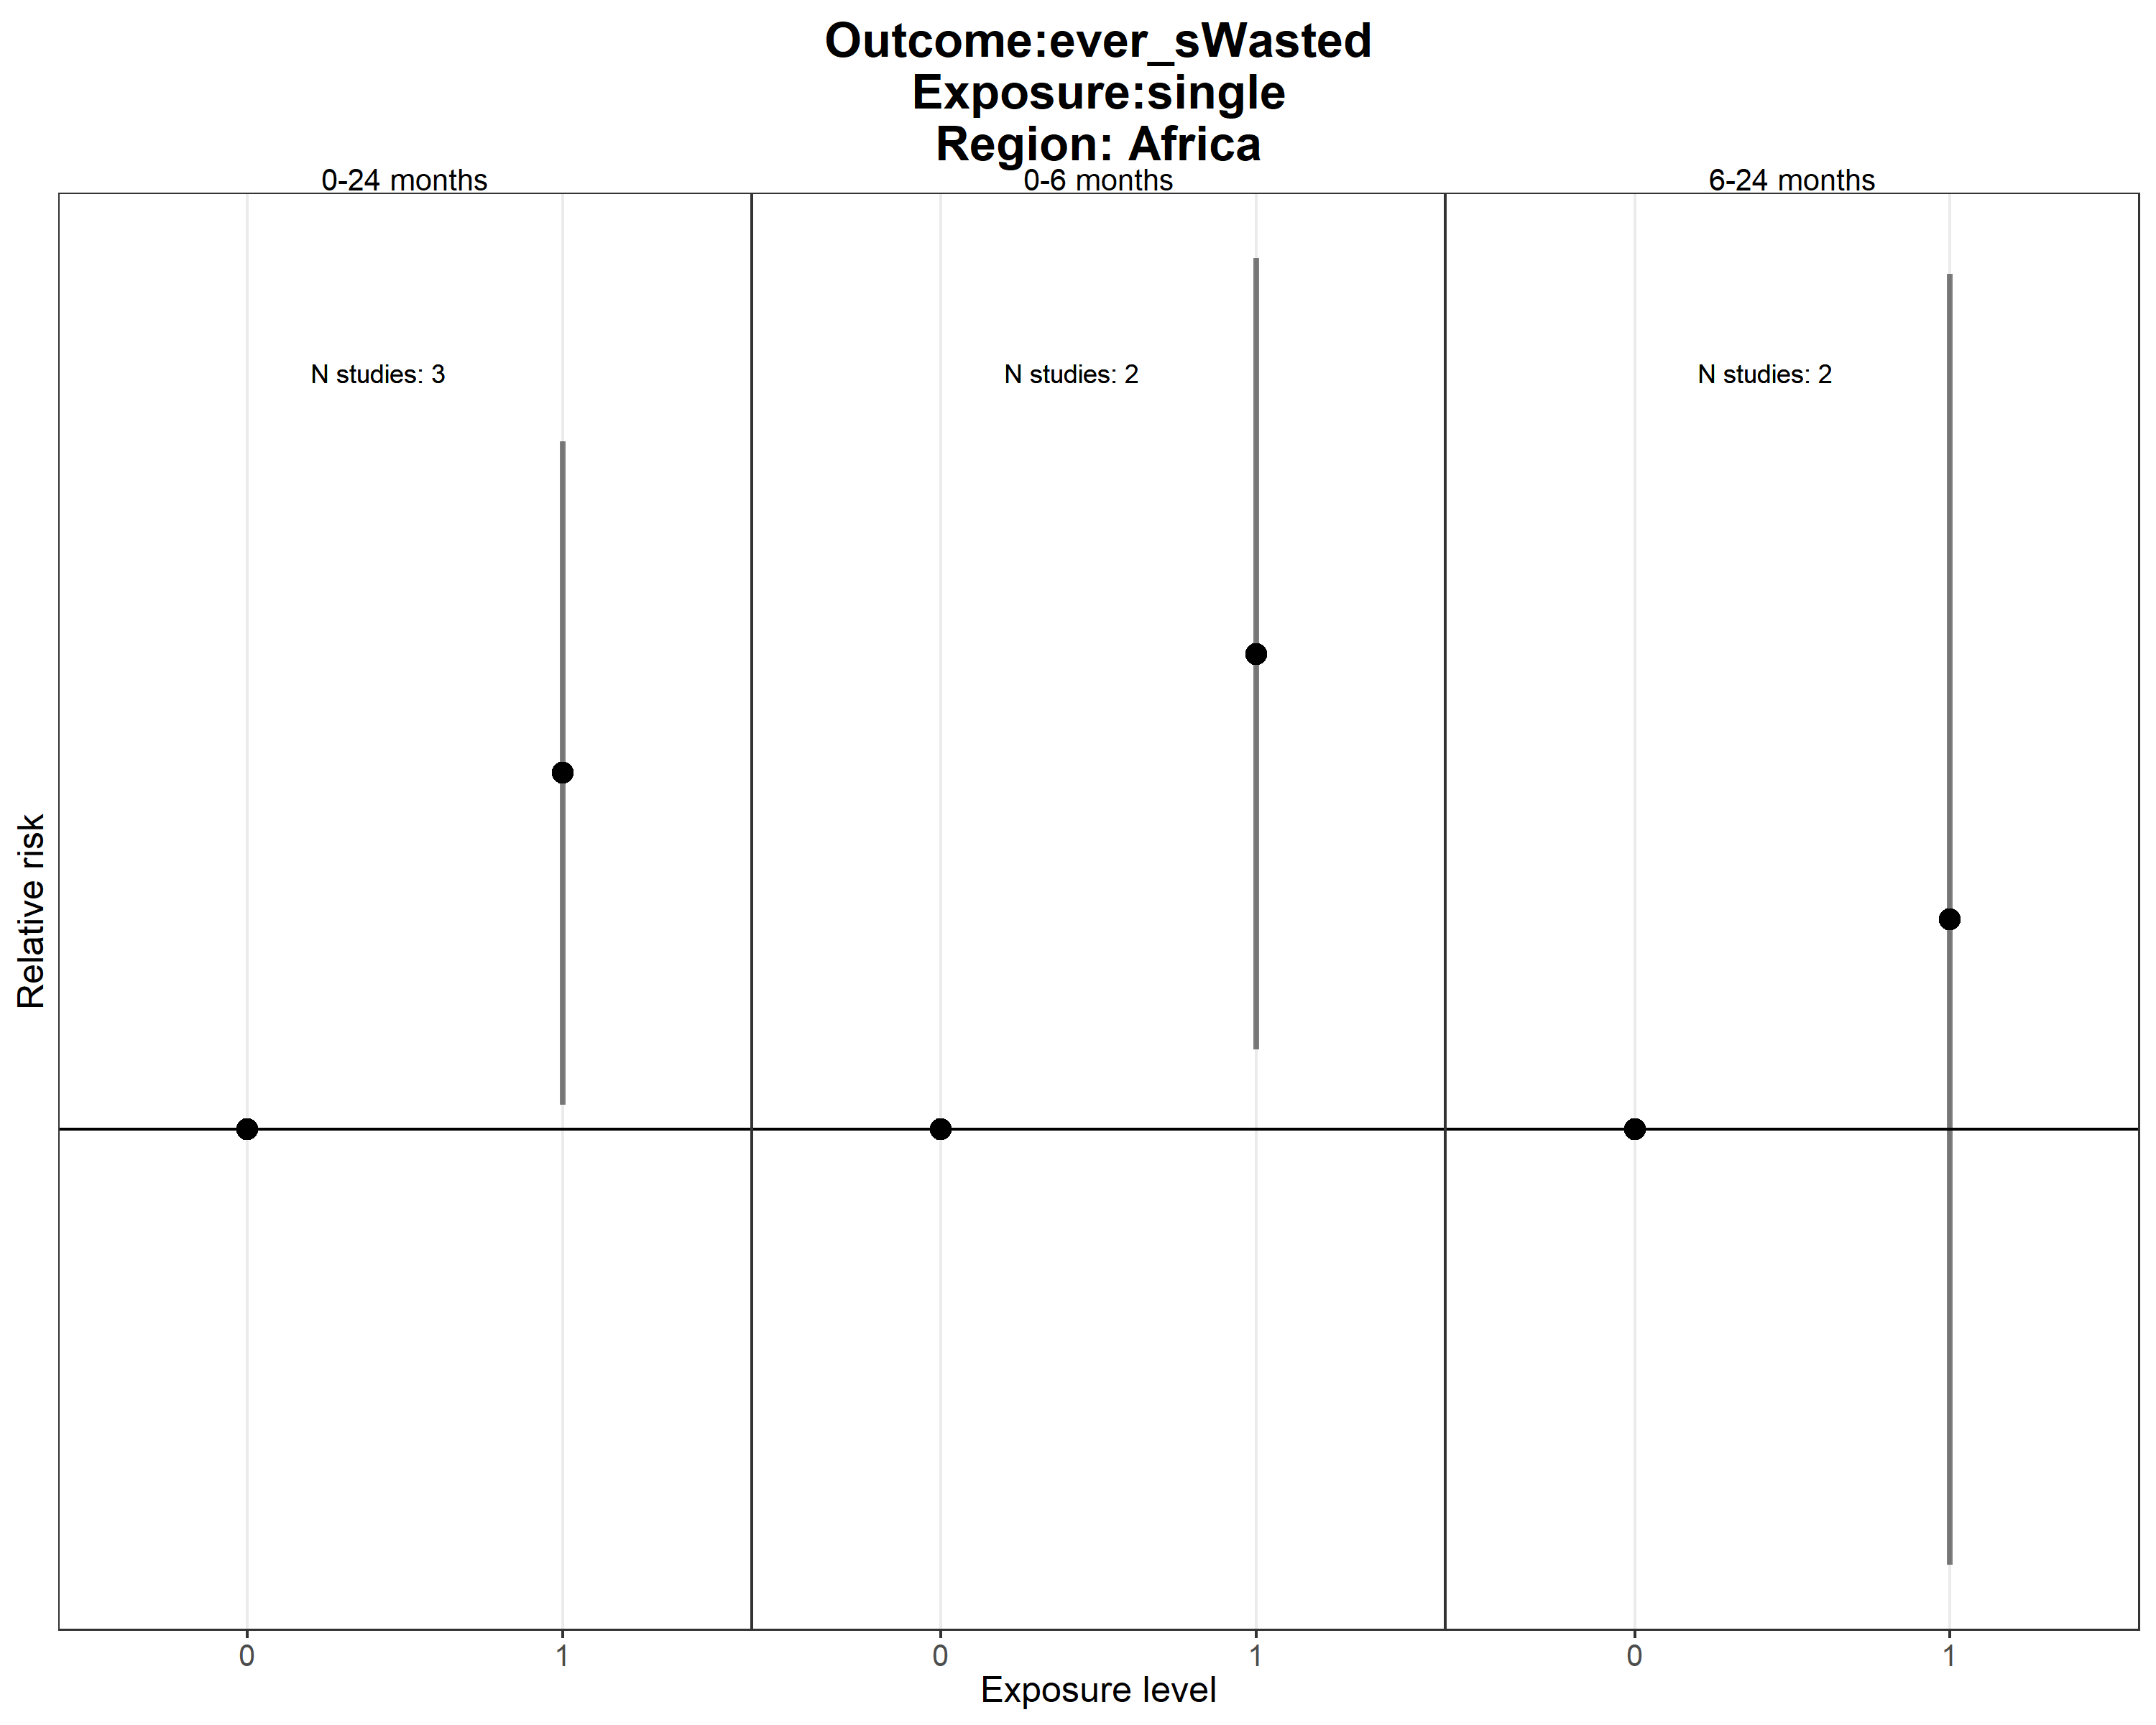 Outcome:ever_sWasted
Exposure:single
Region: Africa
0-24 months
0-6 months
6-24 months
N studies: 3
N studies: 2
N studies: 2
Relative risk
0
1
0
1
0
1
Exposure level